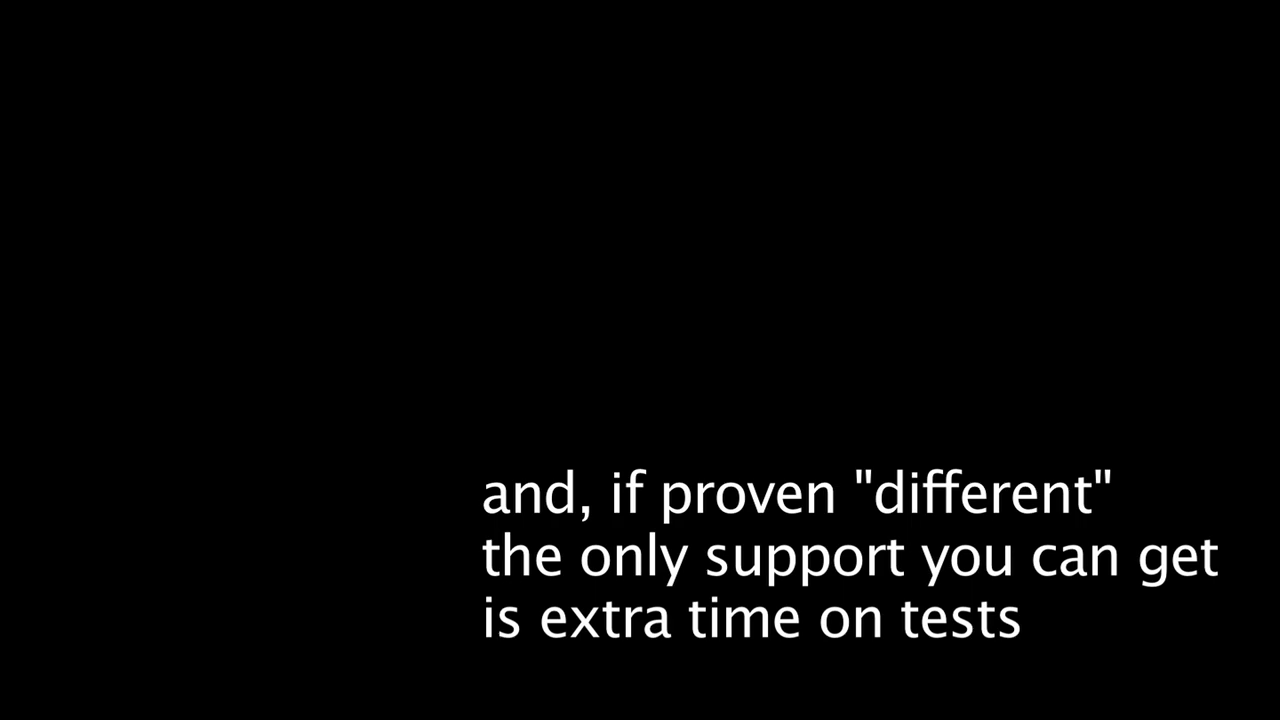 and, if proven "different"
the only support you can get
is extra time on tests